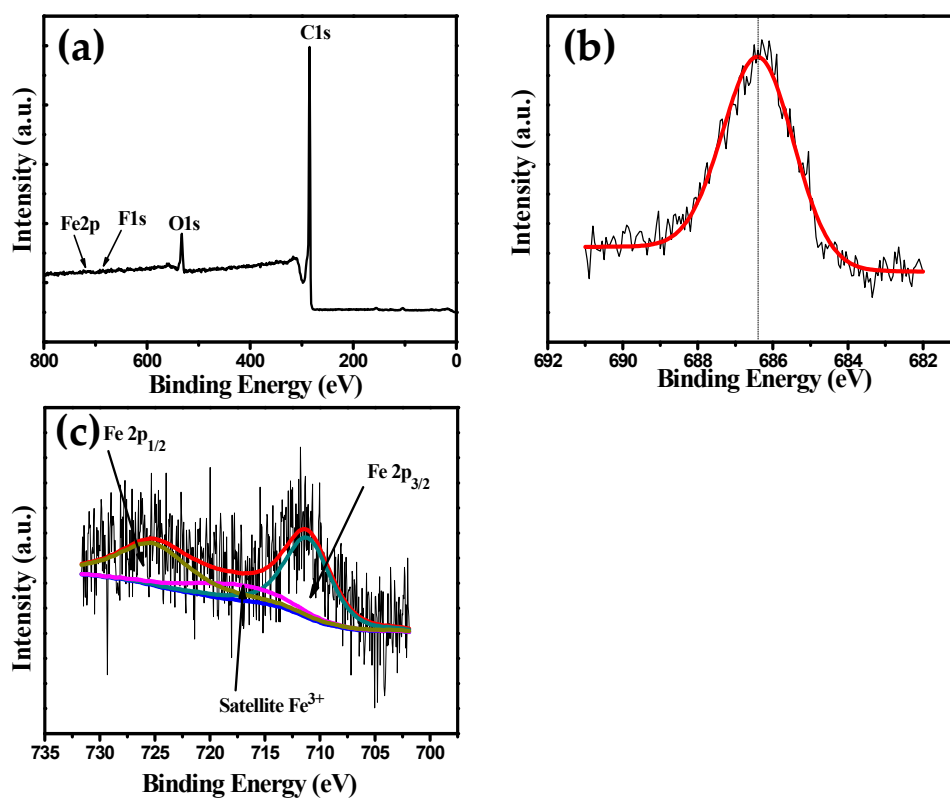 (a)
C1s
Fe2p
F1s
O1s
Intensity (a.u.)
800 600 400 200 0
Binding Energy (eV)
(b)
Intensity (a.u.)
692 690 688 686 684 682
Binding Energy (eV)
(c)
Fe 2p1/2
Fe 2p3/2
Satellite Fe3+
Intensity (a.u.)
735 730 725 720 715 710 705 700
Binding Energy (eV)